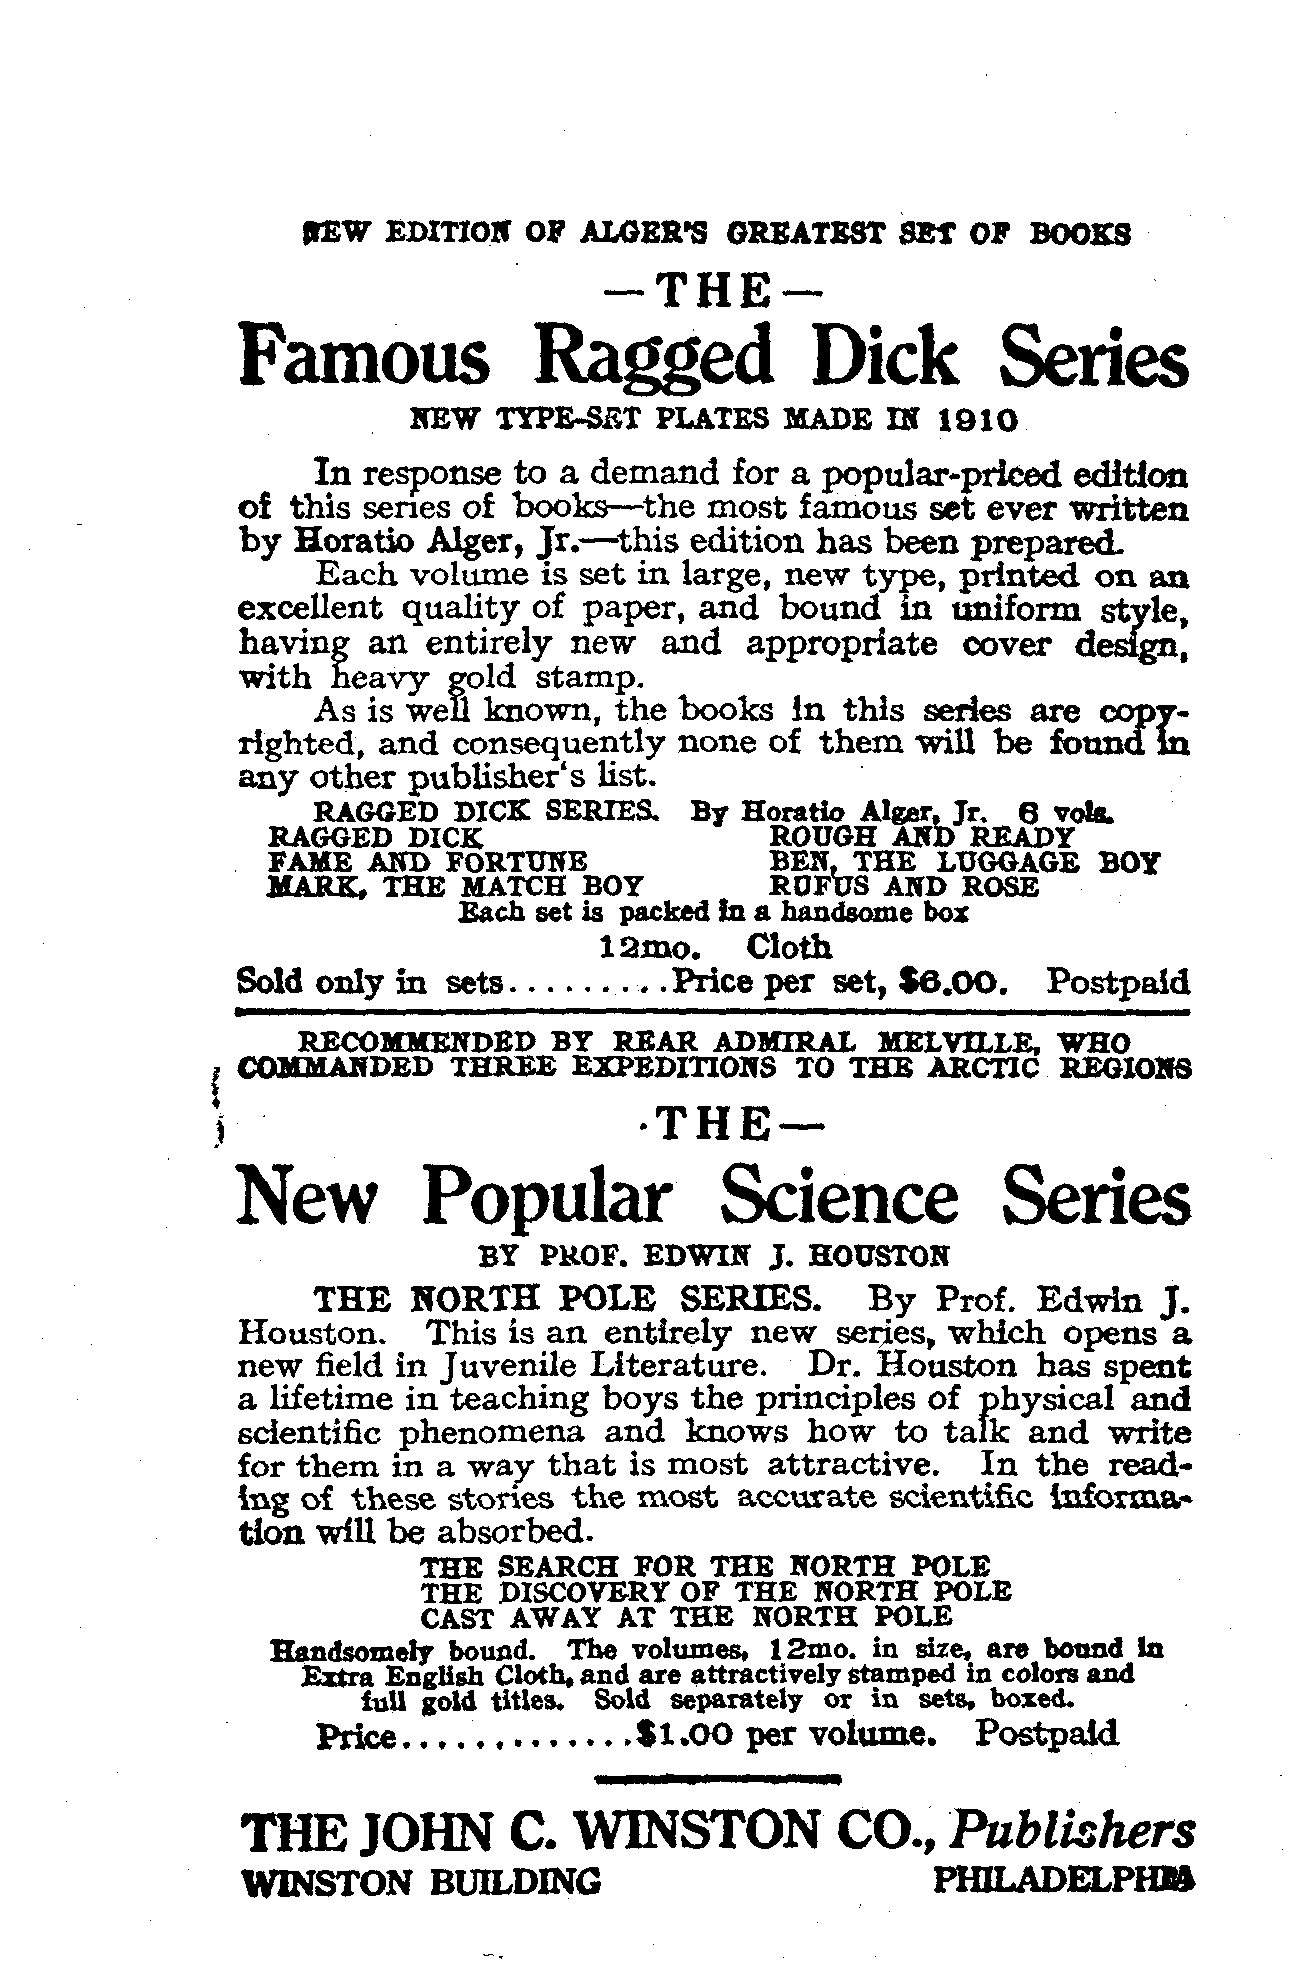 NEW EDITION OF ALGER'S GREATEST SET OF BOOKS
—THE—
Famous Ragged Dick Series
NEW TYPE-SET PLATES MADE IN 1910
In response to a demand for a popular-priced edition
of this series of books—the most famous set ever written
by Horatio Alger, Jr.—this edition has been prepared.
Each volume is set in large, new type, printed on an
excellent quality of paper, and bound in uniform style,
having an entirely new and appropriate cover design,
with heavy gold stamp.
As is well known, the books in this series are copy-
righted, and consequently none of them will be found in
any other publisher‘s list.
RAGGED DICK SERIES. By Horatio Alger, Jr. 6 vols.
RAGGED DICK ROUGH AND READY
FAME AND FORTUNE BEN, THE LUGGAGE BOY
MARK, THE MATCH BOY RUFUS AND ROSE
Each set is packed in a handsome box
12mo. Cloth
Sold only in sets..........Price per set, $6.00. Postpaid
RECOMMENDED BY REAR ADMIRAL MELVILLE, WHO
COMMANDED THREE EXPEDITIONS TO THE ARCTIC REGIONS
·THE—
New Popular Science Series
BY PROF. EDWIN J. HOUSTON
THE NORTH POLE SERIES. By Prof. Edwin J.
Houston. This is an entirely new series, which opens a
new field in Juvenile Literature. Dr. Houston has spent
a lifetime in teaching boys the principles of physical and
scientific phenomena and knows how to talk and write
for them in a way that is most attractive. In the read-
ing of these stories the most accurate scientific informa-
tion will be absorbed.
THE SEARCH FOR THE NORTH POLE
THE DISCOVERY OF THE NORTH POLE
CAST AWAY AT THE NORTH POLE
Handsomely bound. The volumes, 12mo. in size, are bound in
Extra English Cloth, and are attractively stamped in colors and
full gold titles. Sold separately or in sets, boxed.
Price.............$1.00 per volume. Postpaid
THE JOHN C. WINSTON CO., Publishers
WINSTON BUILDING PHILADELPHIA